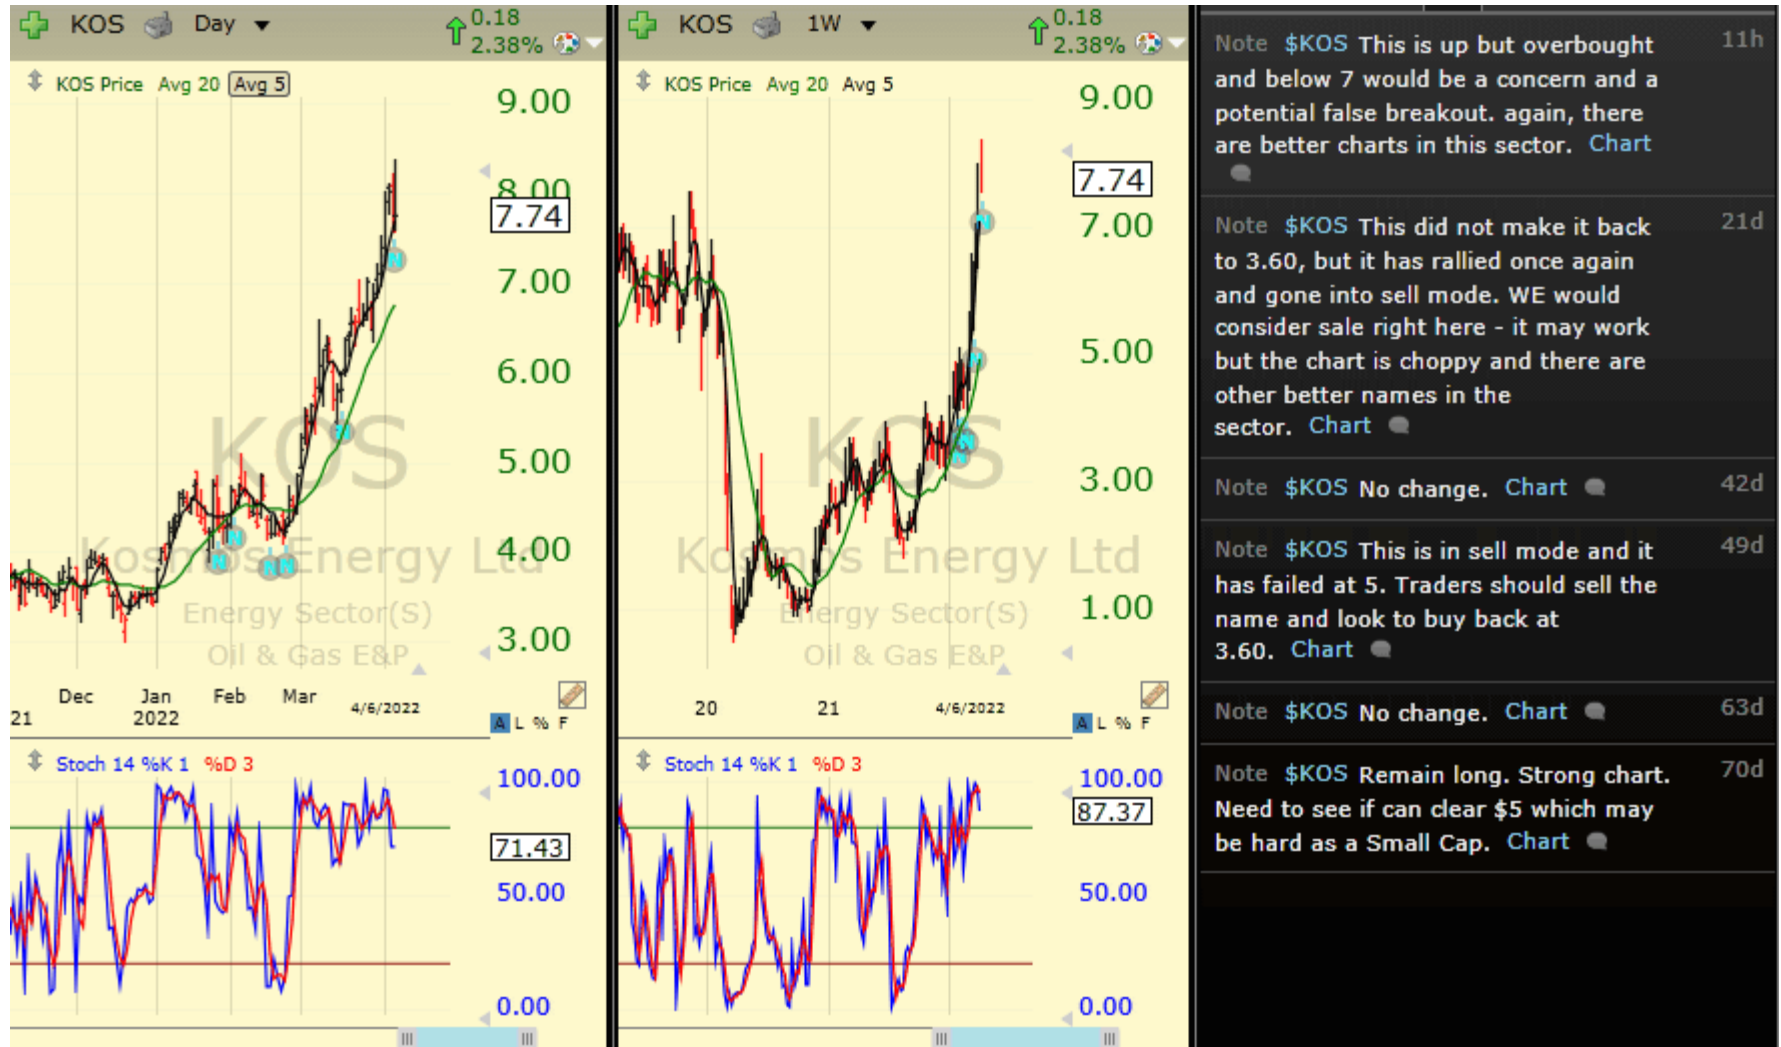 KOS Day
0.18
2.38%
KOS Price Avg 20 Avg 5
9.00
8.00
7.74
7.00
6.00
5.00
4.00
3.00
KOS
Kosmos Energy Ltd
Energy Sector(S)
Oil & Gas E&P
N
N
N
N
N
N
21 Dec Jan 2022 Feb Mar 4/6/2022
A L % F
Stoch 14 %K 1 %D 3
100.00
71.43
50.00
0.00
KOS 1W
0.18
2.38%
KOS Price Avg 20 Avg 5
9.00
7.74
7.00
5.00
3.00
1.00
KOS
Kosmos Energy Ltd
Energy Sector(S)
Oil & Gas E&P
N
N
N
N
20 21 4/6/2022
A L % F
Stoch 14 %K 1 %D 3
100.00
87.37
50.00
0.00
Note $KOS This is up but overbought 11h
and below 7 would be a concern and a
potential false breakout. again, there
are better charts in this sector. Chart
Note $KOS This did not make it back 21d
to 3.60, but it has rallied once again
and gone into sell mode. WE would
consider sale right here - it may work
but the chart is choppy and there are
other better names in the
sector. Chart
Note $KOS No change. Chart 42d
Note $KOS This is in sell mode and it 49d
has failed at 5. Traders should sell the
name and look to buy back at
3.60. Chart
Note $KOS No change. Chart 63d
Note $KOS Remain long. Strong chart. 70d
Need to see if can clear $5 which may
be hard as a Small Cap. Chart